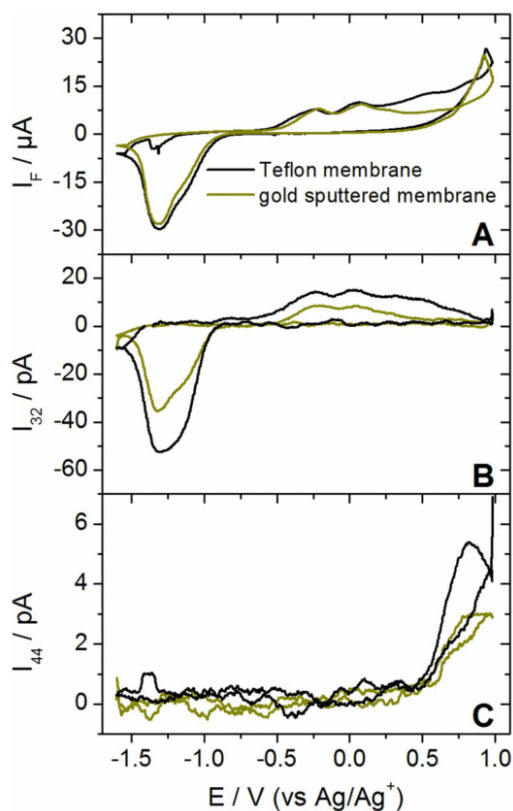 30
15
0
-15
-30
I_F / µA
Teflon membrane
gold sputtered membrane
A
20
0
-20
-40
-60
I_32 / pA
B
6
4
2
0
I_44 / pA
C
-1.5 -1.0 -0.5 0.0 0.5 1.0
E / V (vs Ag/Ag⁺)